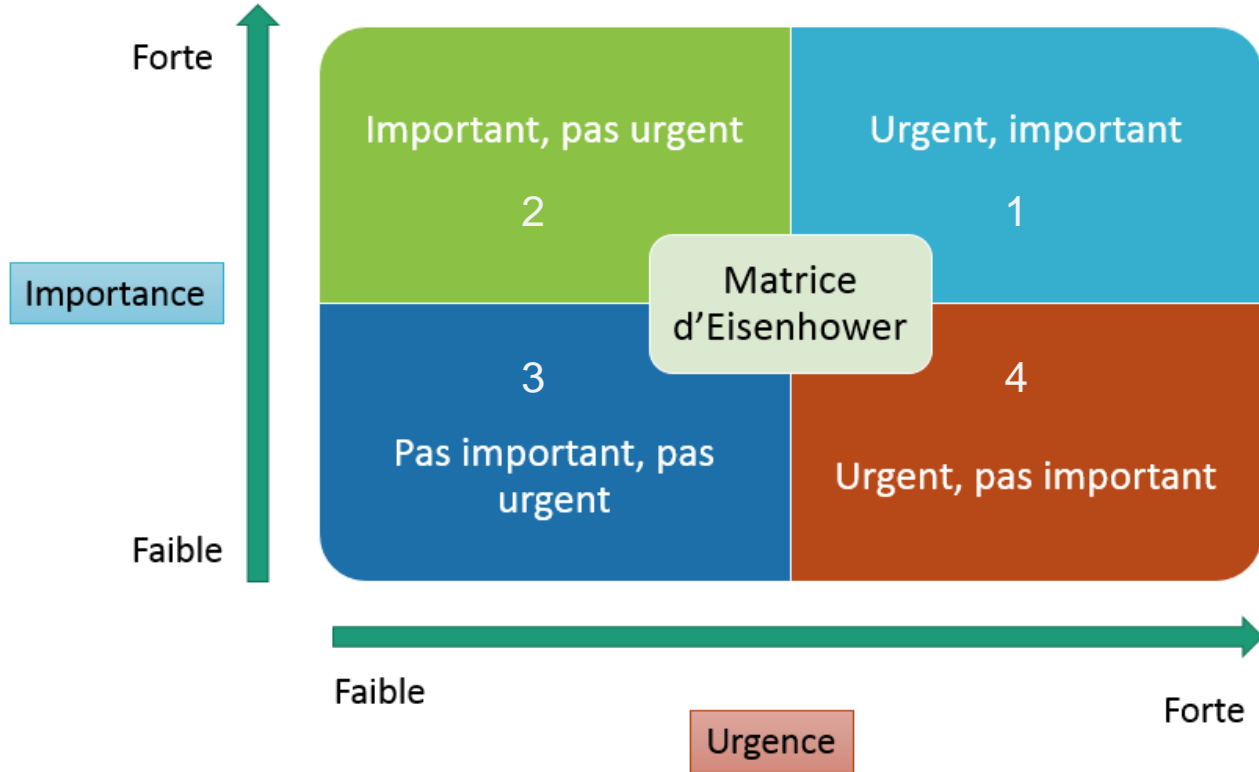 Forte
Important, pas urgent
2
Urgent, important
1
Importance
Matrice
d’Eisenhower
3
Pas important, pas
urgent
4
Urgent, pas important
Faible
Faible
Forte
Urgence